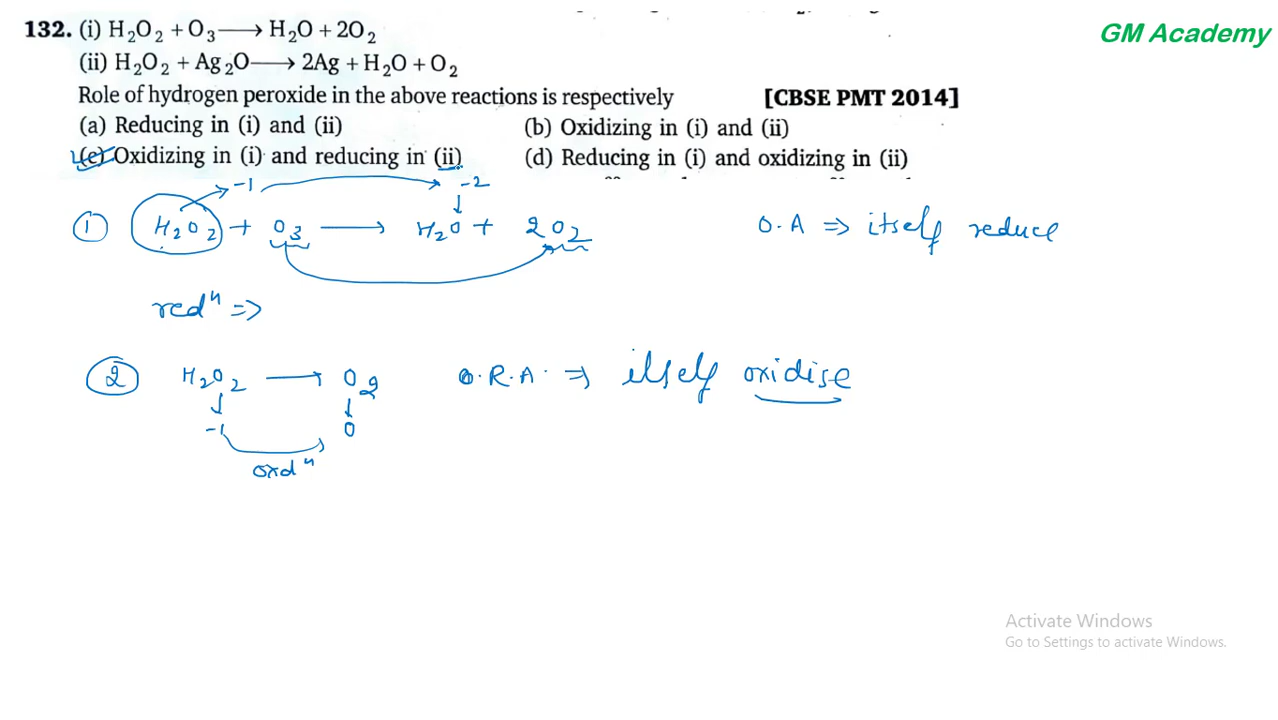 GM Academy
132. (i) H₂O₂ + O₃ ⟶ H₂O + 2O₂
(ii) H₂O₂ + Ag₂O ⟶ 2Ag + H₂O + O₂
Role of hydrogen peroxide in the above reactions is respectively [CBSE PMT 2014]
(a) Reducing in (i) and (ii) (b) Oxidizing in (i) and (ii)
(c) Oxidizing in (i) and reducing in (ii) (d) Reducing in (i) and oxidizing in (ii)
-1 -2
① H₂O₂ + O₃ ⟶ H₂O + 2O₂ O.A ⇒ itself reduce
redⁿ ⇒
② H₂O₂ ⟶ O₂ R.A. ⇒ itself oxidise
-1 0
oxdⁿ
Activate Windows
Go to Settings to activate Windows.